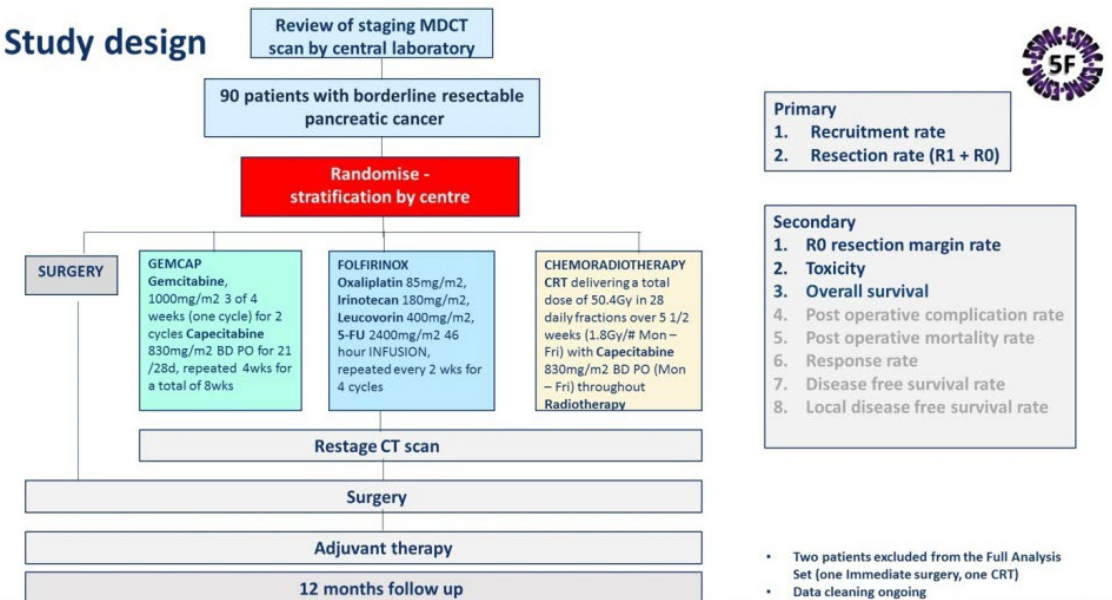 Study design
Review of staging MDCT
scan by central laboratory
90 patients with borderline resectable
pancreatic cancer
Randomise -
stratification by centre
SURGERY
GEMCAP
Gemcitabine,
1000mg/m2 3 of 4
weeks (one cycle) for 2
cycles Capecitabine
830mg/m2 BD PO for 21
/28d, repeated 4wks for
a total of 8wks
FOLFIRINOX
Oxaliplatin 85mg/m2,
Irinotecan 180mg/m2,
Leucovorin 400mg/m2,
5-FU 2400mg/m2 46
hour INFUSION,
repeated every 2 wks for
4 cycles
CHEMORADIOTHERAPY
CRT delivering a total
dose of 50.4Gy in 28
daily fractions over 5 1/2
weeks (1.8Gy/# Mon –
Fri) with Capecitabine
830mg/m2 BD PO (Mon
– Fri) throughout
Radiotherapy
Restage CT scan
Surgery
Adjuvant therapy
12 months follow up
ESPAC-ESPAC-ESPAC-ESPAC-
5F
Primary
1. Recruitment rate
2. Resection rate (R1 + R0)
Secondary
1. R0 resection margin rate
2. Toxicity
3. Overall survival
4. Post operative complication rate
5. Post operative mortality rate
6. Response rate
7. Disease free survival rate
8. Local disease free survival rate
• Two patients excluded from the Full Analysis
Set (one Immediate surgery, one CRT)
• Data cleaning ongoing